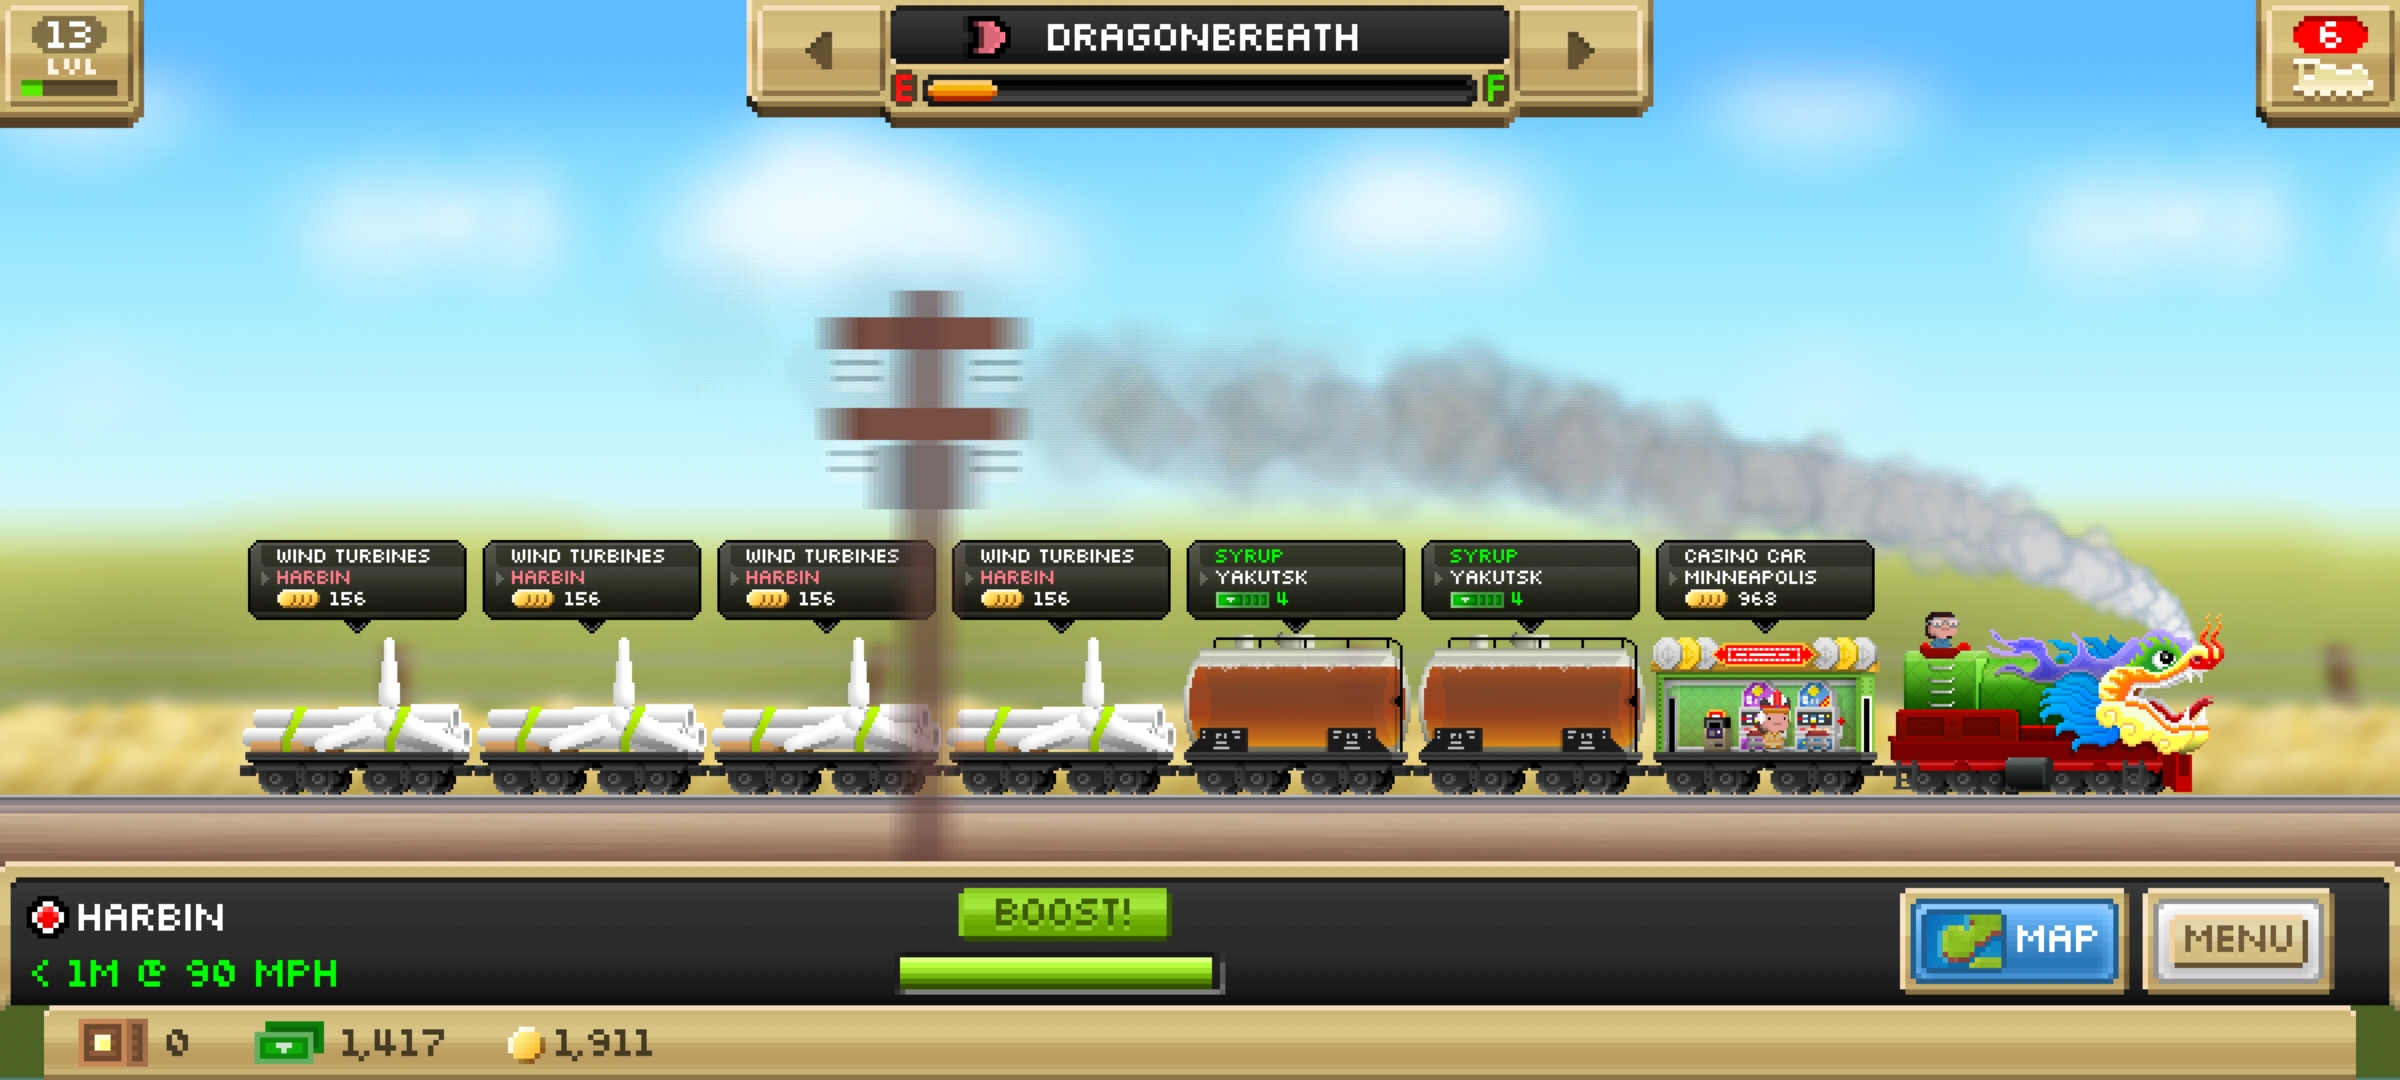 13
LVL
DRAGONBREATH
E
F
6
WIND TURBINES
HARBIN
156
WIND TURBINES
HARBIN
156
WIND TURBINES
HARBIN
156
WIND TURBINES
HARBIN
156
SYRUP
YAKUTSK
4
SYRUP
YAKUTSK
4
CASINO CAR
MINNEAPOLIS
968
HARBIN
< 1M @ 90 MPH
BOOST!
MAP
MENU
0
1,417
1,911